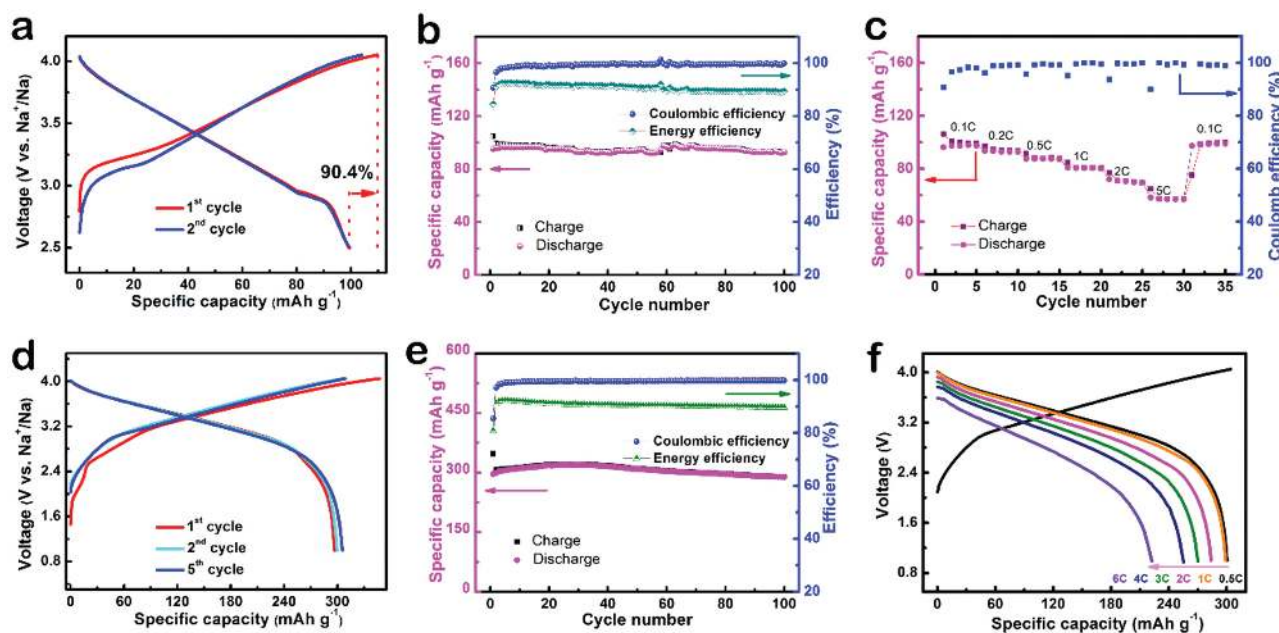 a
4.0
3.5
3.0
2.5
Voltage (V vs. Na⁺/Na)
90.4%
1ˢᵗ cycle
2ⁿᵈ cycle
0 20 40 60 80 100
Specific capacity (mAh g⁻¹)
b
160
120
80
40
0
Specific capacity (mAh g⁻¹)
Coulombic efficiency
Energy efficiency
Charge
Discharge
100
80
60
40
20
Efficiency (%)
0 20 40 60 80 100
Cycle number
c
160
120
80
40
0
Specific capacity (mAh g⁻¹)
0.1C
0.2C
0.5C
1C
2C
5C
0.1C
Charge
Discharge
100
80
60
40
20
Coulomb efficiency (%)
0 5 10 15 20 25 30 35
Cycle number
d
4.0
3.2
2.4
1.6
0.8
Voltage (V vs. Na⁺/Na)
1ˢᵗ cycle
2ⁿᵈ cycle
5ᵗʰ cycle
0 60 120 180 240 300
Specific capacity (mAh g⁻¹)
e
600
450
300
150
0
Specific capacity (mAh g⁻¹)
Coulombic efficiency
Energy efficiency
Charge
Discharge
100
80
60
40
20
Efficiency (%)
0 20 40 60 80 100
Cycle number
f
4.0
3.2
2.4
1.6
0.8
Voltage (V)
6C 4C 3C 2C 1C 0.5C
0 60 120 180 240 300
Specific capacity (mAh g⁻¹)